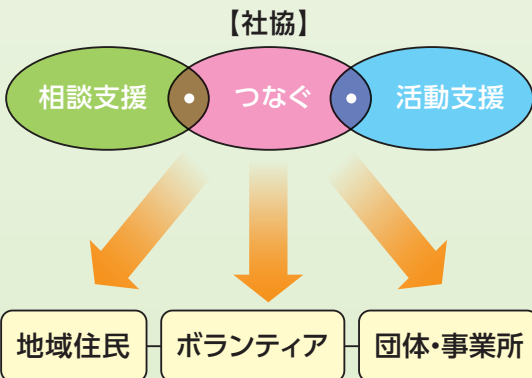 【社協】
相談支援・つなぐ・活動支援
地域住民 ボランティア 団体・事業所